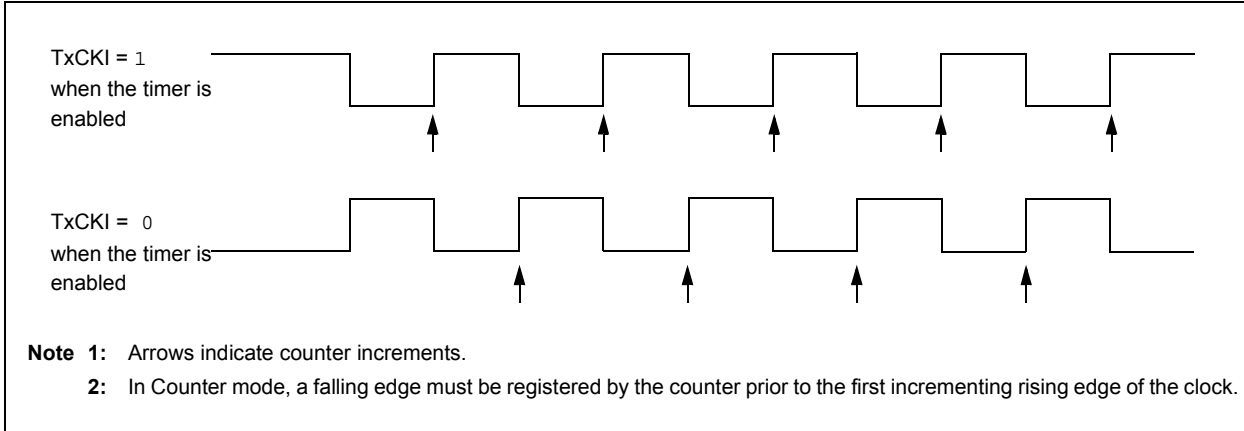 TxCKI = 1
when the timer is
enabled
TxCKI = 0
when the timer is
enabled
Note 1: Arrows indicate counter increments.
2: In Counter mode, a falling edge must be registered by the counter prior to the first incrementing rising edge of the clock.